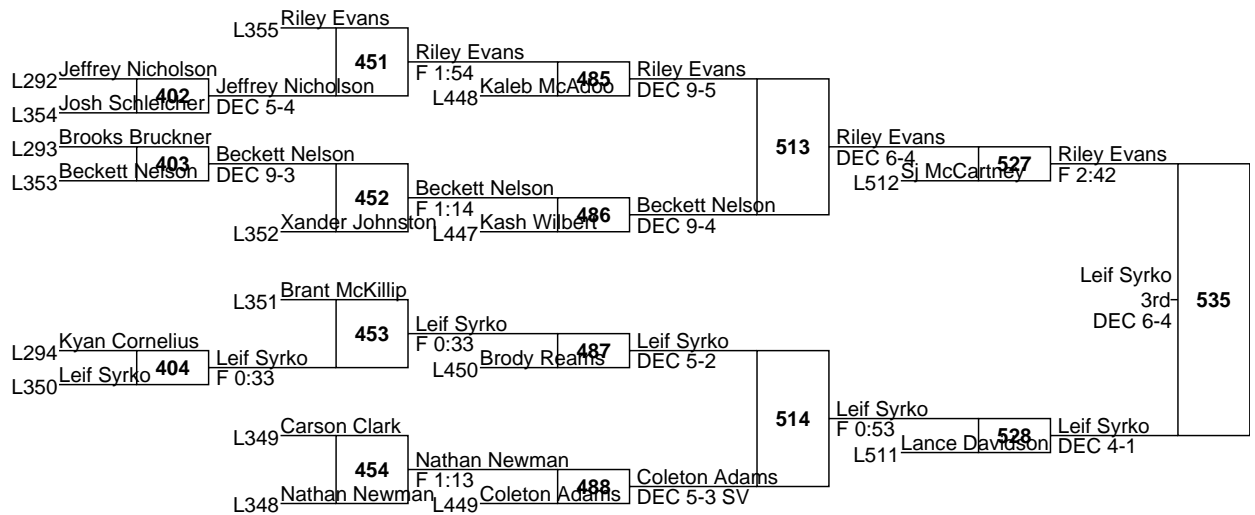 L355 Riley Evans
451
Riley Evans
F 1:54
L292 Jeffrey Nicholson
402
L354 Josh Schleicher
Jeffrey Nicholson
DEC 5-4
485
L448 Kaleb McAdoo
Riley Evans
DEC 9-5
L293 Brooks Bruckner
403
L353 Beckett Nelson
Beckett Nelson
DEC 9-3
452
L352 Xander Johnston
Beckett Nelson
F 1:14
486
L447 Kash Wilbert
Beckett Nelson
DEC 9-4
513
Riley Evans
DEC 6-4
527
L512 Sj McCartney
Riley Evans
F 2:42
L351 Brant McKillip
453
Leif Syrko
F 0:33
L294 Kyan Cornelius
404
L350 Leif Syrko
Leif Syrko
F 0:33
487
L450 Brody Reams
Leif Syrko
DEC 5-2
L349 Carson Clark
454
L348 Nathan Newman
Nathan Newman
F 1:13
488
L449 Coleton Adams
Coleton Adams
DEC 5-3 SV
514
Leif Syrko
F 0:53
528
L511 Lance Davidson
Leif Syrko
DEC 4-1
535
Leif Syrko
3rd
DEC 6-4